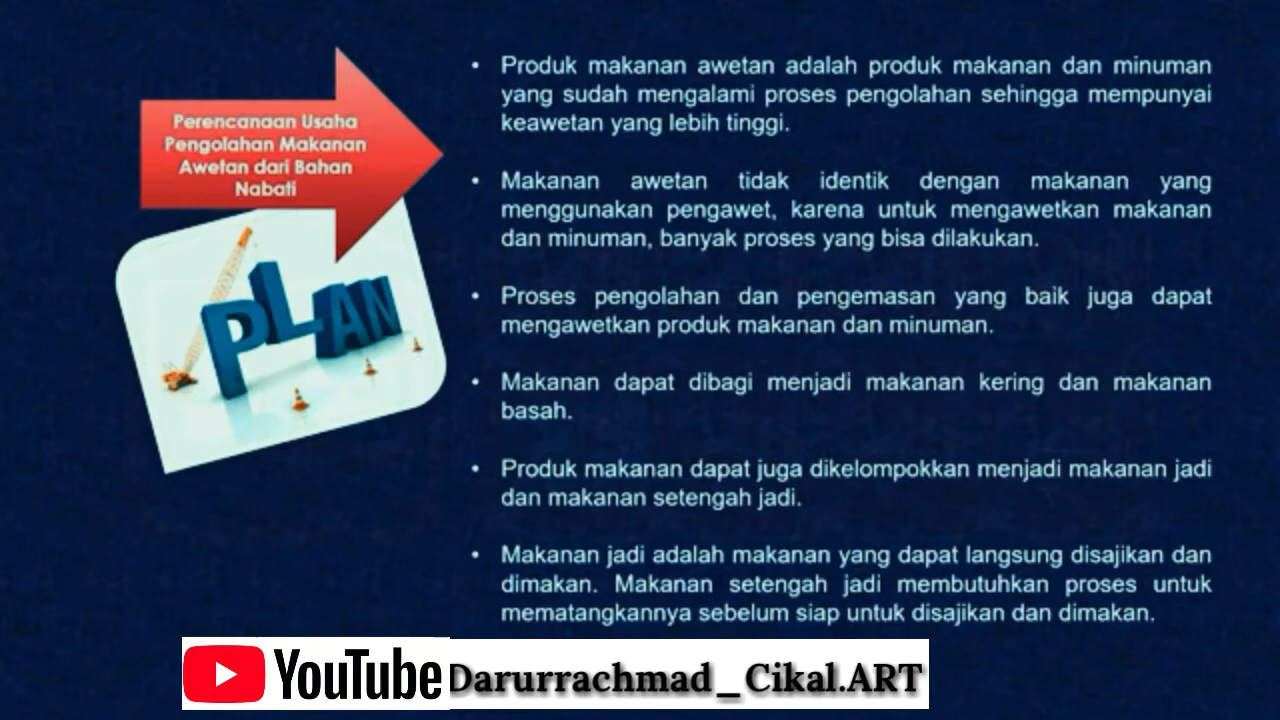 Perencanaan Usaha
Pengolahan Makanan
Awetan dari Bahan
Nabati
PLAN
• Produk makanan awetan adalah produk makanan dan minuman
yang sudah mengalami proses pengolahan sehingga mempunyai
keawetan yang lebih tinggi.
• Makanan awetan tidak identik dengan makanan yang
menggunakan pengawet, karena untuk mengawetkan makanan
dan minuman, banyak proses yang bisa dilakukan.
• Proses pengolahan dan pengemasan yang baik juga dapat
mengawetkan produk makanan dan minuman.
• Makanan dapat dibagi menjadi makanan kering dan makanan
basah.
• Produk makanan dapat juga dikelompokkan menjadi makanan jadi
dan makanan setengah jadi.
• Makanan jadi adalah makanan yang dapat langsung disajikan dan
dimakan. Makanan setengah jadi membutuhkan proses untuk
mematangkannya sebelum siap untuk disajikan dan dimakan.
YouTube Darurrachmad_Cikal.ART